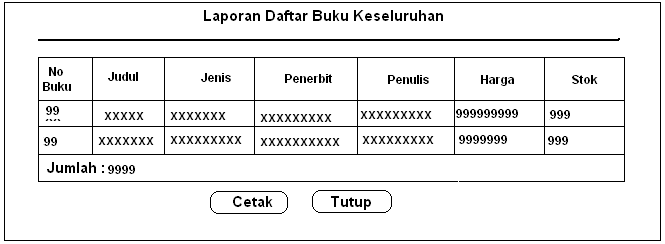 Laporan Daftar Buku Keseluruhan
No Buku Judul Jenis Penerbit Penulis Harga Stok
99 XXXXX XXXXXXX XXXXXXXXX XXXXXXXXX 999999999 999
99 XXXXXXX XXXXXXXXX XXXXXXXXXX XXXXXXXXX 9999999 999
Jumlah : 9999
Cetak Tutup